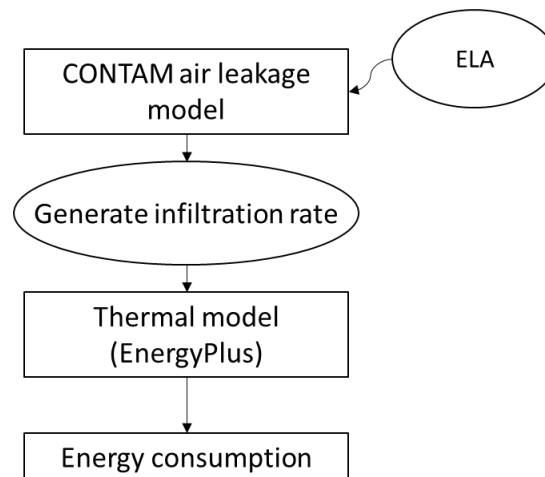 CONTAM air leakage
model
ELA
Generate infiltration rate
Thermal model
(EnergyPlus)
Energy consumption